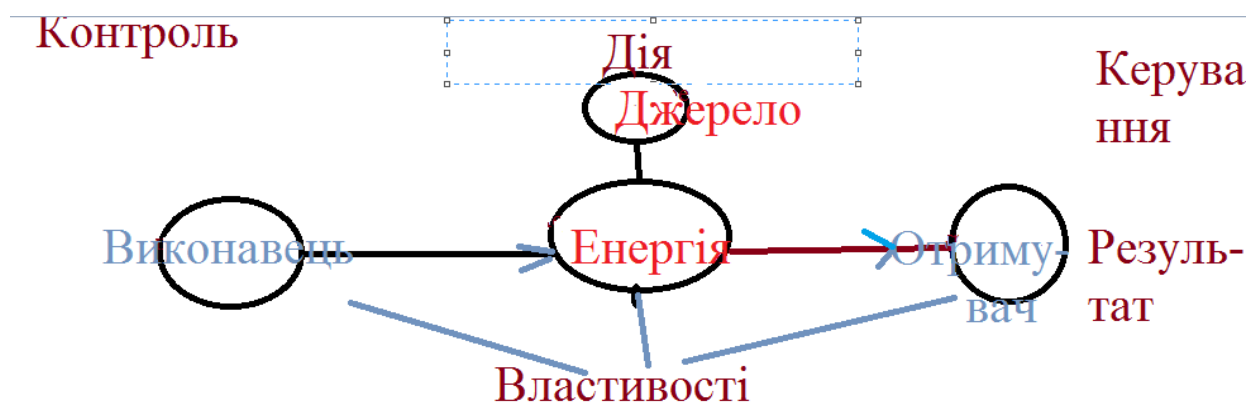 Контроль
Дія
Джерело
Керува
ння
Виконавець
Енергія
Отриму-
вач
Резуль-
тат
Властивості